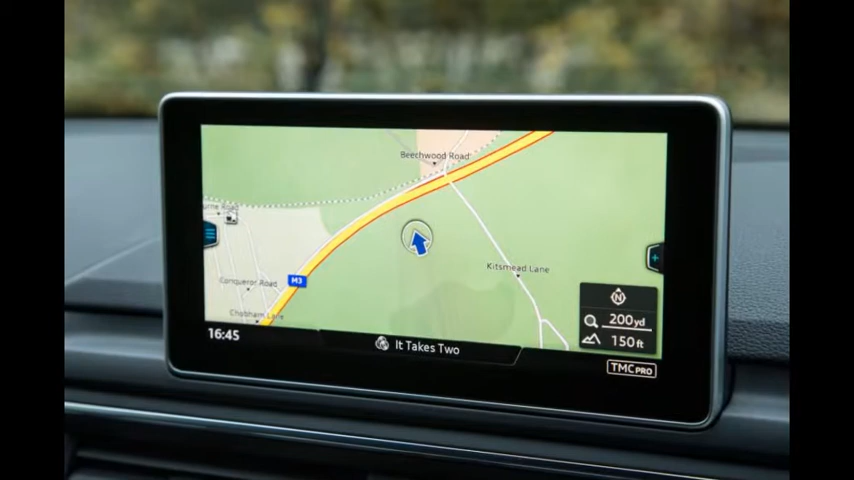 Beechwood Road
Kitsmead Lane
Conqueror Road
M3
Chobham Lane
N
200yd
150ft
16:45
It Takes Two
TMC PRO